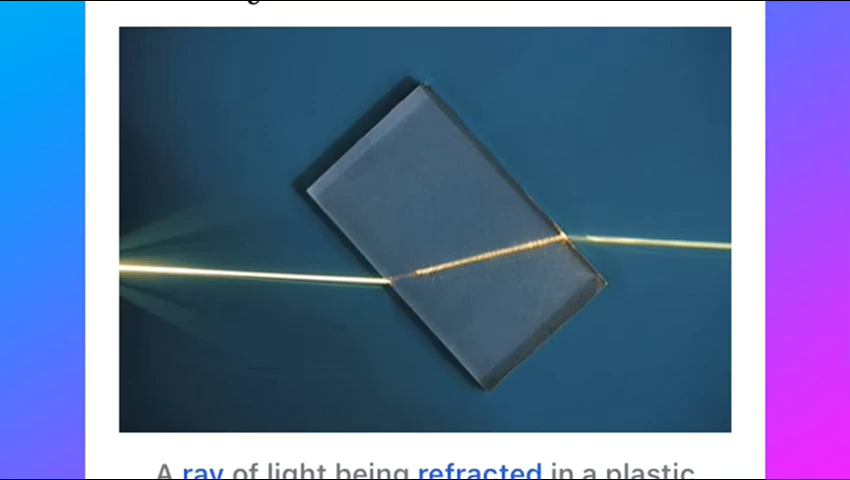 A ray of light being refracted in a plastic